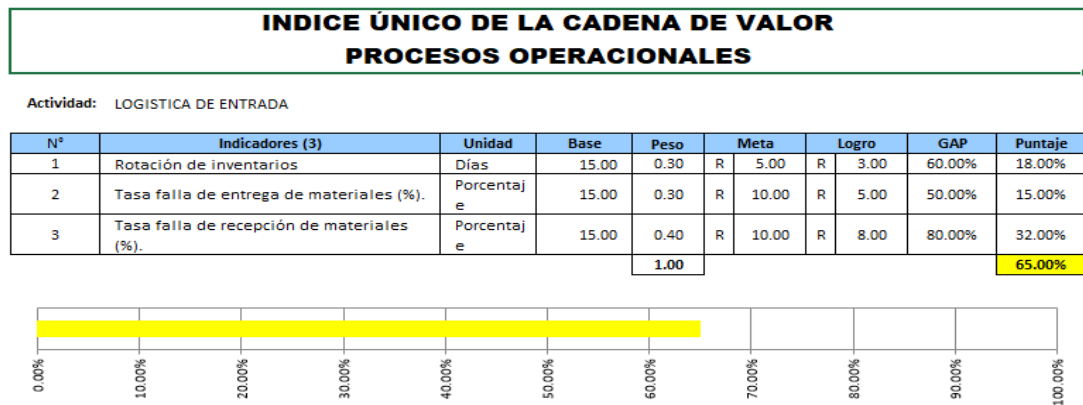 INDICE ÚNICO DE LA CADENA DE VALOR
PROCESOS OPERACIONALES
Actividad: LOGISTICA DE ENTRADA
N° Indicadores (3) Unidad Base Peso Meta Logro GAP Puntaje
1 Rotación de inventarios Días 15.00 0.30 R 5.00 R 3.00 60.00% 18.00%
2 Tasa falla de entrega de materiales (%). Porcentaj
e 15.00 0.30 R 10.00 R 5.00 50.00% 15.00%
3 Tasa falla de recepción de materiales
(%). Porcentaj
e 15.00 0.40 R 10.00 R 8.00 80.00% 32.00%
1.00 65.00%
0.00% 10.00% 20.00% 30.00% 40.00% 50.00% 60.00% 70.00% 80.00% 90.00% 100.00%